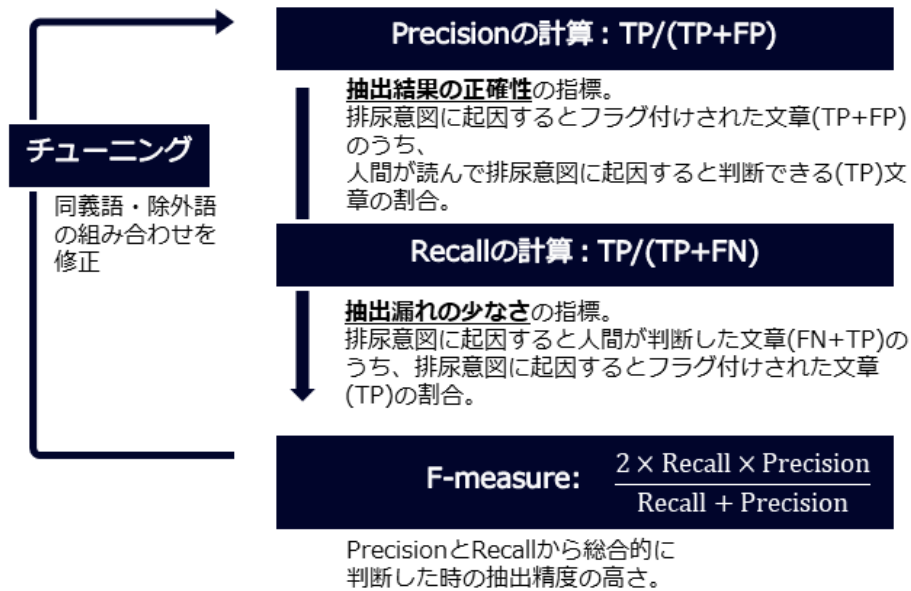 Precisionの計算：TP/(TP+FP)
抽出結果の正確性の指標。
排尿意図に起因するとフラグ付けされた文章(TP+FP)
のうち、
人間が読んで排尿意図に起因すると判断できる(TP)文
章の割合。
チューニング
同義語・除外語
の組み合わせを
修正
Recallの計算：TP/(TP+FN)
抽出漏れの少なさの指標。
排尿意図に起因すると人間が判断した文章(FN+TP)の
うち、排尿意図に起因するとフラグ付けされた文章
(TP)の割合。
F-measure: 2 × Recall × Precision
Recall + Precision
PrecisionとRecallから総合的に
判断した時の抽出精度の高さ。